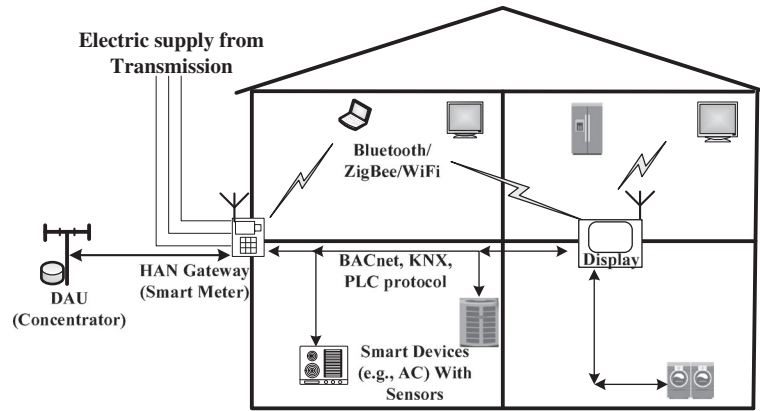 Electric supply from
Transmission
Bluetooth/
ZigBee/WiFi
HAN Gateway
(Smart Meter)
BACnet, KNX,
PLC protocol
Display
DAU
(Concentrator)
Smart Devices
(e.g., AC) With
Sensors